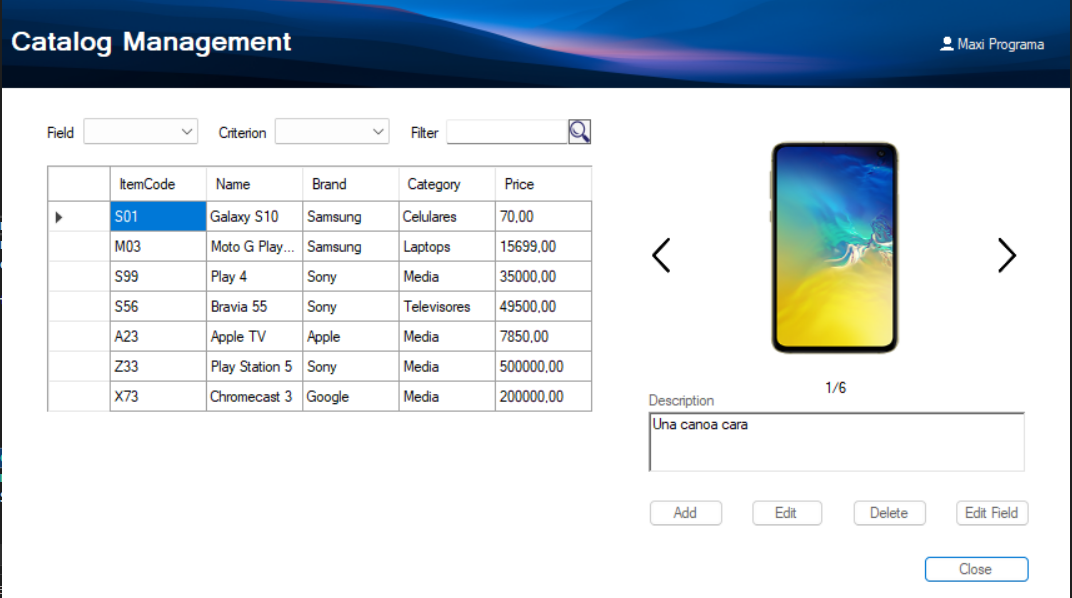 Catalog Management
Maxi Programa
Field
Criterion
Filter
ItemCode Name Brand Category Price
S01 Galaxy S10 Samsung Celulares 70,00
M03 Moto G Play... Samsung Laptops 15699,00
S99 Play 4 Sony Media 35000,00
S56 Bravia 55 Sony Televisores 49500,00
A23 Apple TV Apple Media 7850,00
Z33 Play Station 5 Sony Media 500000,00
X73 Chromecast 3 Google Media 200000,00
1/6
Description
Una canoa cara
Add Edit Delete Edit Field
Close